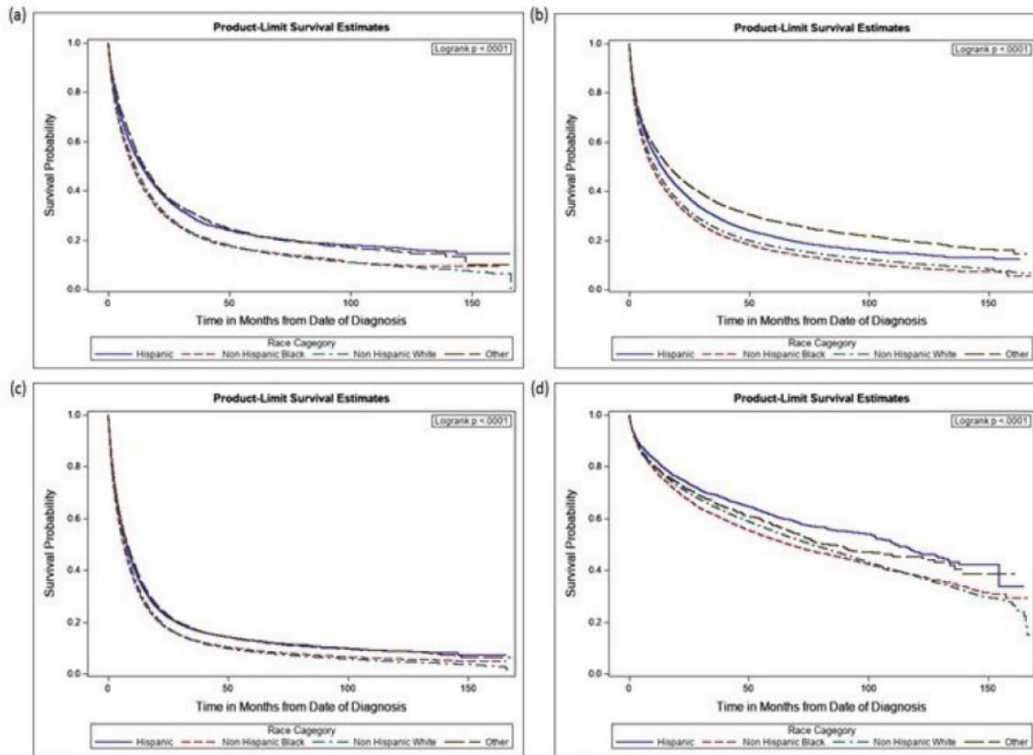 (a)
Product-Limit Survival Estimates
Logrank p <.0001
1.0
0.8
0.6
0.4
0.2
0.0
Survival Probability
0 50 100 150
Time in Months from Date of Diagnosis
Race Cagegory
Hispanic Non Hispanic Black Non Hispanic White Other
(b)
Product-Limit Survival Estimates
Logrank p <.0001
1.0
0.8
0.6
0.4
0.2
0.0
Survival Probability
0 50 100 150
Time in Months from Date of Diagnosis
Race Cagegory
Hispanic Non Hispanic Black Non Hispanic White Other
(c)
Product-Limit Survival Estimates
Logrank p <.0001
1.0
0.8
0.6
0.4
0.2
0.0
Survival Probability
0 50 100 150
Time in Months from Date of Diagnosis
Race Cagegory
Hispanic Non Hispanic Black Non Hispanic White Other
(d)
Product-Limit Survival Estimates
Logrank p <.0001
1.0
0.8
0.6
0.4
0.2
0.0
Survival Probability
0 50 100 150
Time in Months from Date of Diagnosis
Race Cagegory
Hispanic Non Hispanic Black Non Hispanic White Other